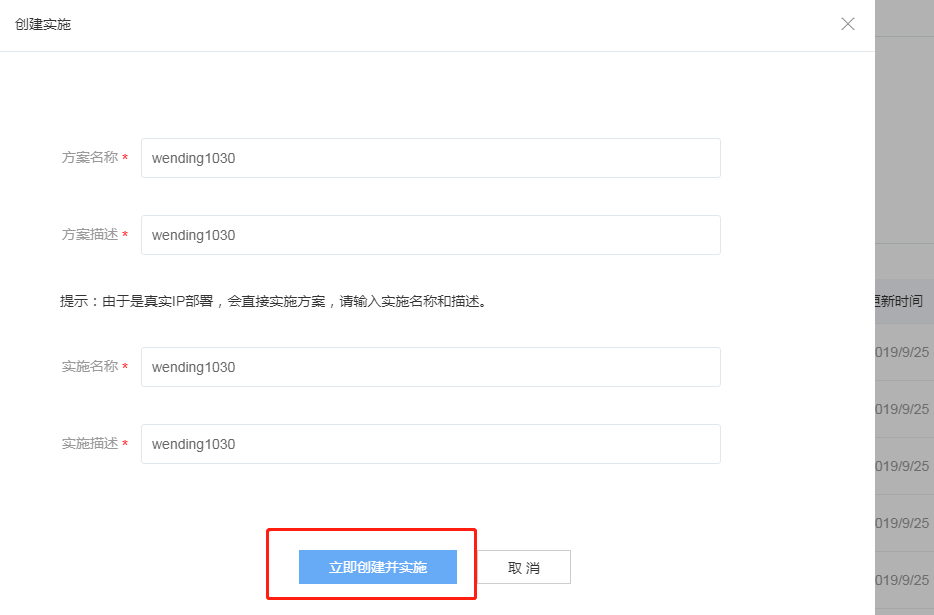 创建实施
方案名称 * wending1030
方案描述 * wending1030
提示：由于是真实IP部署，会直接实施方案，请输入实施名称和描述。
实施名称 * wending1030
实施描述 * wending1030
立即创建并实施 取 消
更新时间
019/9/25
019/9/25
019/9/25
019/9/25
019/9/25